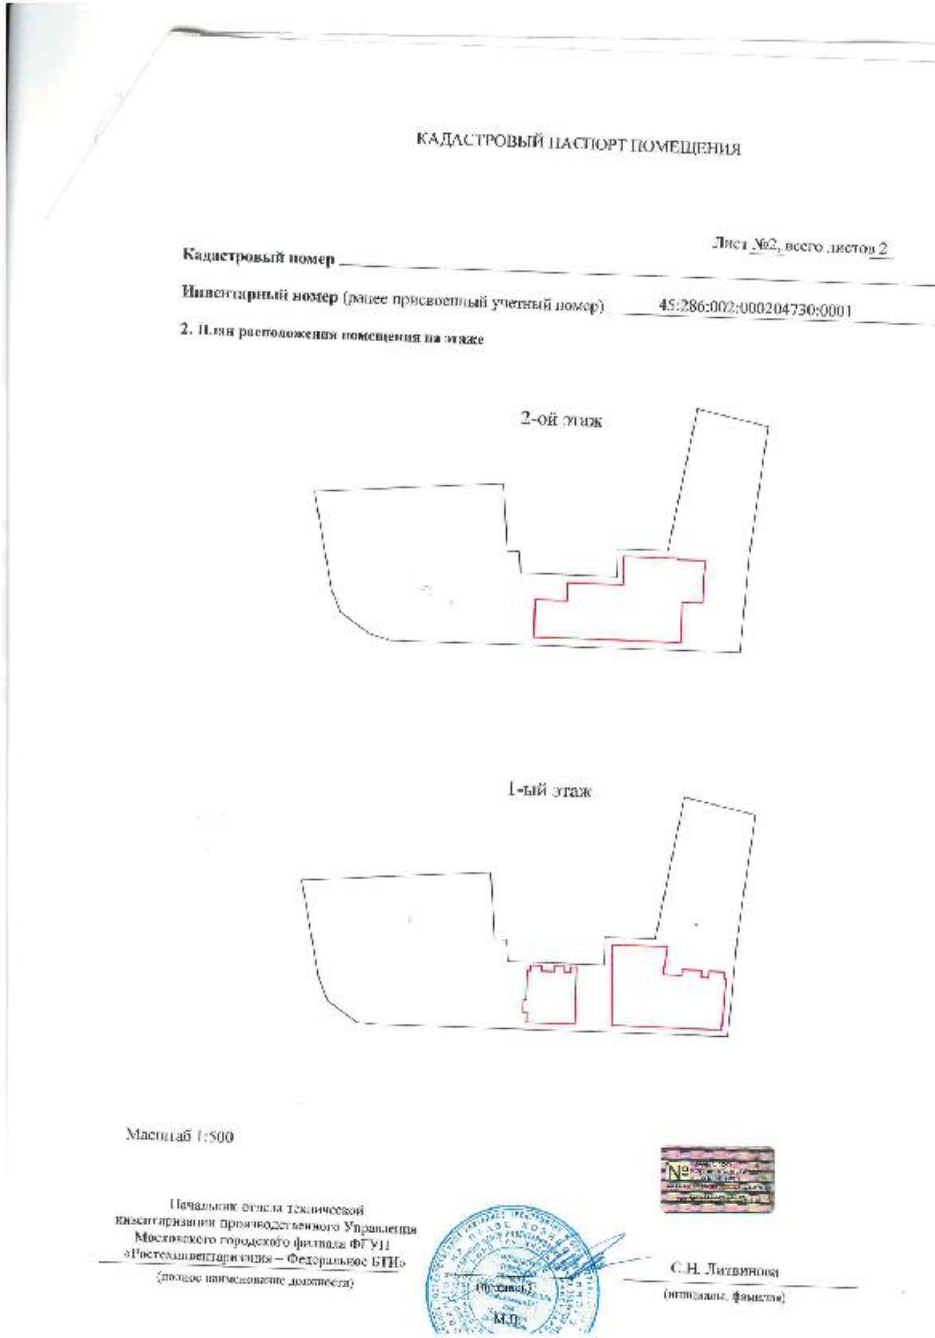 КАДАСТРОВЫЙ ПАСПОРТ ПОМЕЩЕНИЯ
Лист №2, всего листов 2
Кадастровый номер
Инвентарный номер (ранее присвоенный учетный номер) 45:286:002:000204730:0001
2. План расположения помещения на этаже
2-ой этаж
1-ый этаж
Масштаб 1:500
№
Начальник отдела технической
инвентаризации производственного Управления
Московского городского филиала ФГУП
«Ростехинвентаризация – Федеральное БТИ»
(полное наименование должности)
(подпись)
М.П.
С.Н. Литвинова
(инициалы, фамилия)